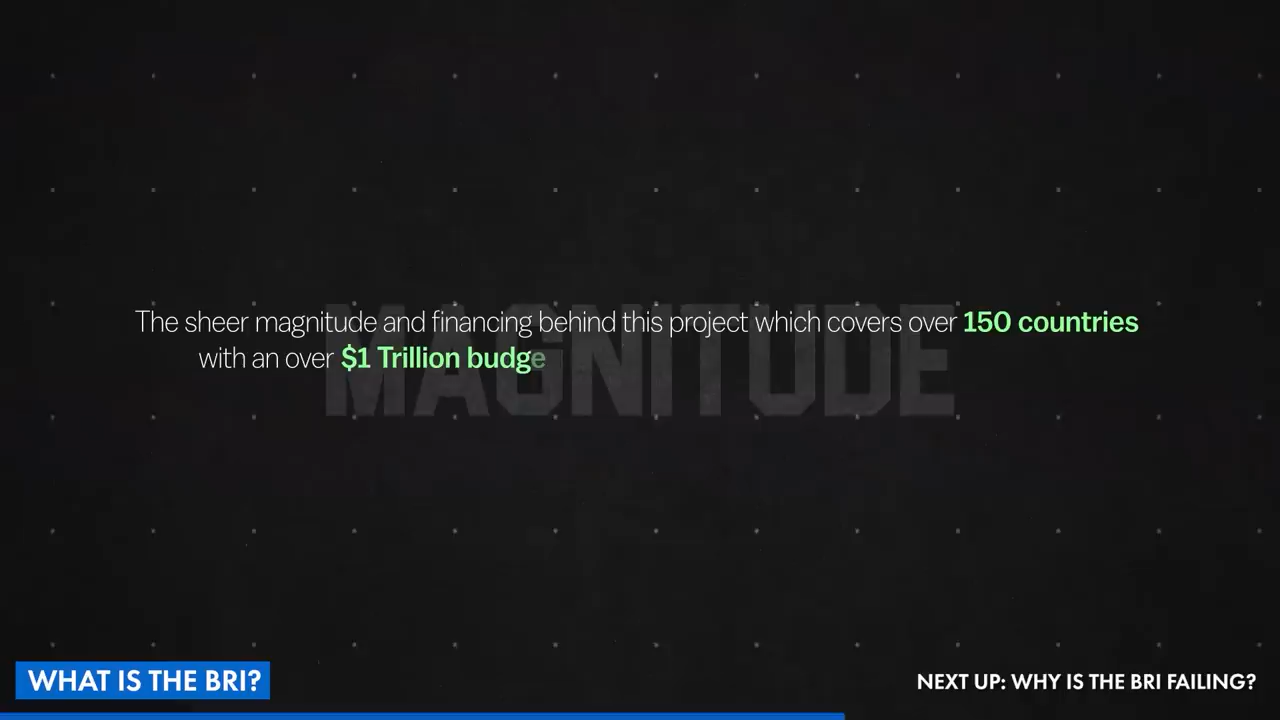 MAGNITUDE
The sheer magnitude and financing behind this project which covers over 150 countries
with an over $1 Trillion budge
WHAT IS THE BRI?
NEXT UP: WHY IS THE BRI FAILING?